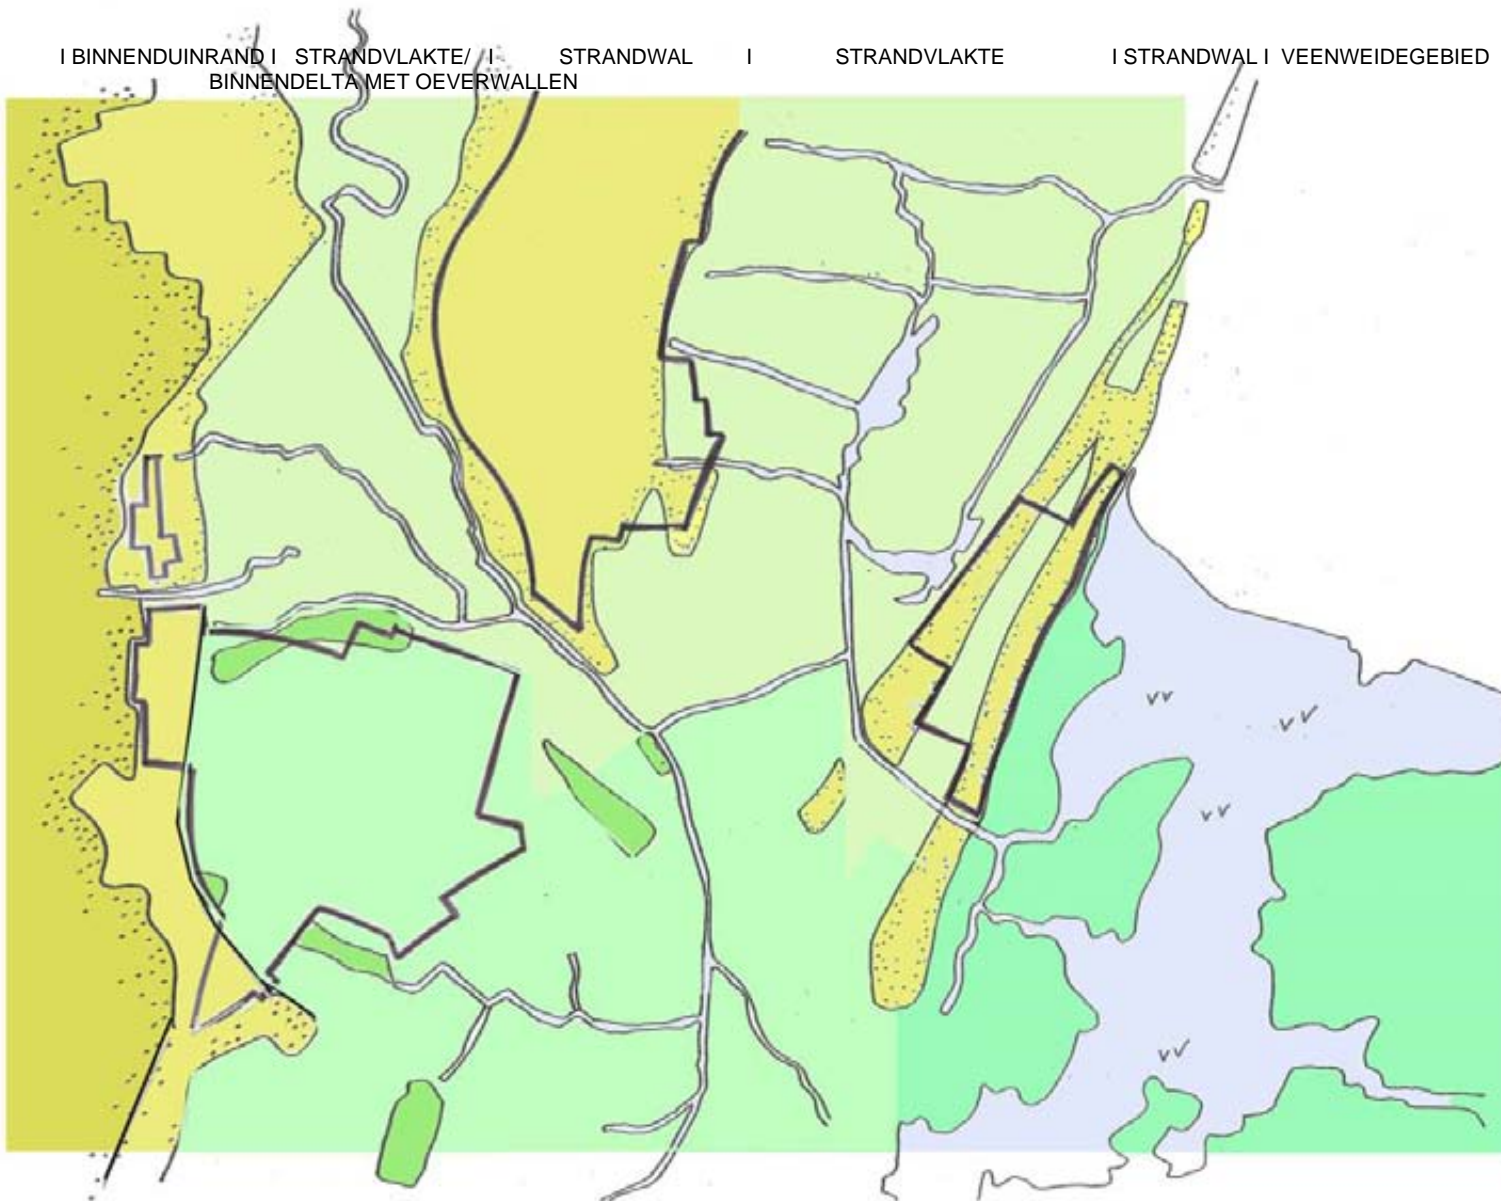 I BINNENDUINRAND I STRANDVLAKTE/ I STRANDWAL I STRANDVLAKTE I STRANDWAL I VEENWEIDEGEBIED
BINNENDELTA MET OEVERWALLEN